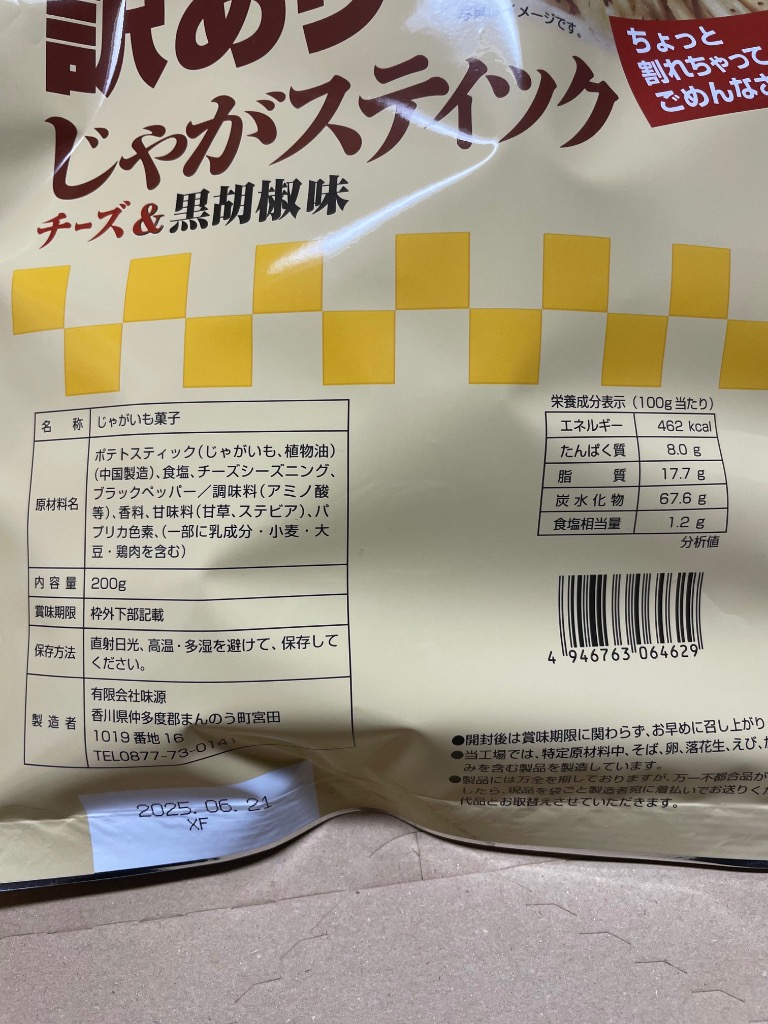 訳あり
メージです。
ちょっと
割れちゃって
ごめんなさ
じゃがスティック
チーズ&黒胡椒味
名 称 じゃがいも菓子
原材料名 ポテトスティック(じゃがいも、植物油)
(中国製造)、食塩、チーズシーズニング、
ブラックペッパー/調味料(アミノ酸
等)、香料、甘味料(甘草、ステビア)、パ
プリカ色素、(一部に乳成分・小麦・大
豆・鶏肉を含む)
内容量 200g
賞味期限 枠外下部記載
保存方法 直射日光、高温・多湿を避けて、保存して
ください。
製造者 有限会社味源
香川県仲多度郡まんのう町宮田
1019番地16
TEL0877-73-014
2025.06.21
XF
栄養成分表示(100g当たり)
エネルギー 462 kcal
たんぱく質 8.0 g
脂 質 17.7 g
炭水化物 67.6 g
食塩相当量 1.2 g
分析値
4 946763 064629
●開封後は賞味期限に関わらず、お早めに召し上がり
●当工場では、特定原材料中、そば、卵、落花生、えび、
みを含む製品を製造しています。
●製品には万全を期しておりますが、万一不都合品が
したら、現品を袋ごと製造者宛に着払いでお送りくだ
代品とお取替えさせていただきます。